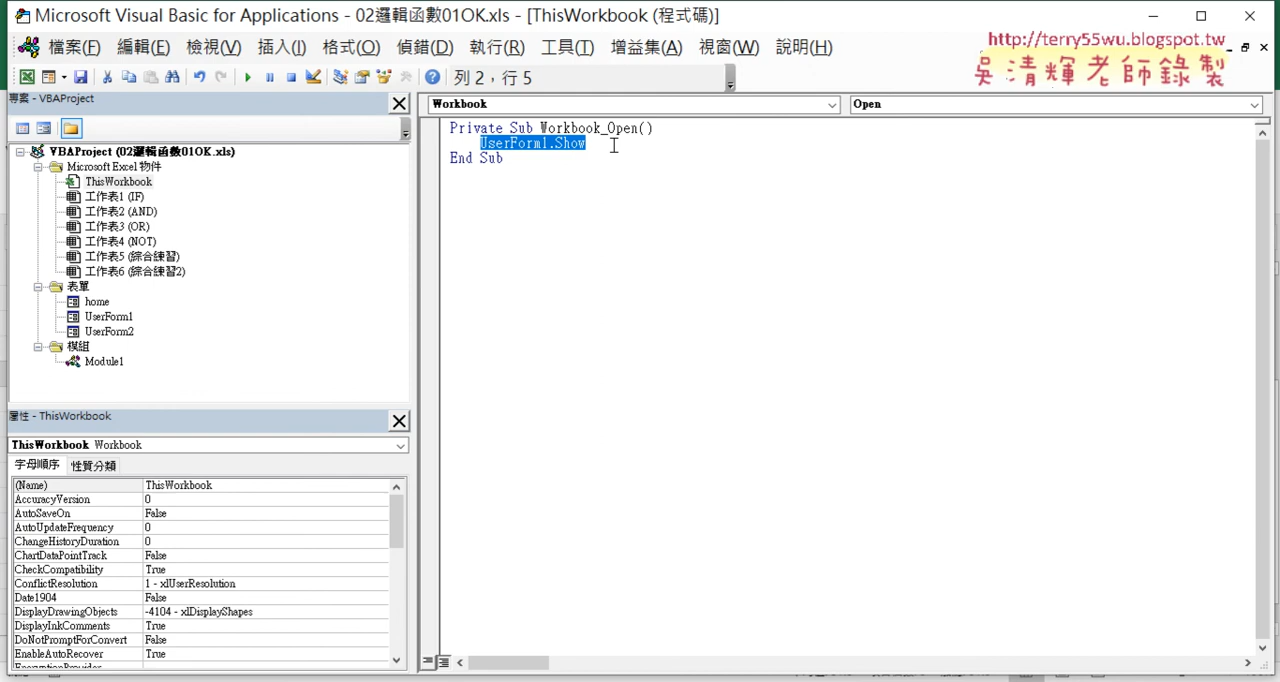 Microsoft Visual Basic for Applications - 02邏輯函數01OK.xls - [ThisWorkbook (程式碼)]
檔案(F) 編輯(E) 檢視(V) 插入(I) 格式(O) 偵錯(D) 執行(R) 工具(T) 增益集(A) 視窗(W) 說明(H)
http://terry55wu.blogspot.tw
吳清輝老師錄製
列 2，行 5
專案 - VBAProject
Workbook
Open
VBAProject (02邏輯函數01OK.xls)
Microsoft Excel 物件
ThisWorkbook
工作表1 (IF)
工作表2 (AND)
工作表3 (OR)
工作表4 (NOT)
工作表5 (綜合練習)
工作表6 (綜合練習2)
表單
home
UserForm1
UserForm2
模組
Module1
Private Sub Workbook_Open()
UserForm1.Show
End Sub
屬性 - ThisWorkbook
ThisWorkbook Workbook
字母順序 性質分類
(Name) ThisWorkbook
AccuracyVersion 0
AutoSaveOn False
AutoUpdateFrequency 0
ChangeHistoryDuration 0
ChartDataPointTrack False
CheckCompatibility True
ConflictResolution 1 - xlUserResolution
Date1904 False
DisplayDrawingObjects -4104 - xlDisplayShapes
DisplayInkComments True
DoNotPromptForConvert False
EnableAutoRecover True